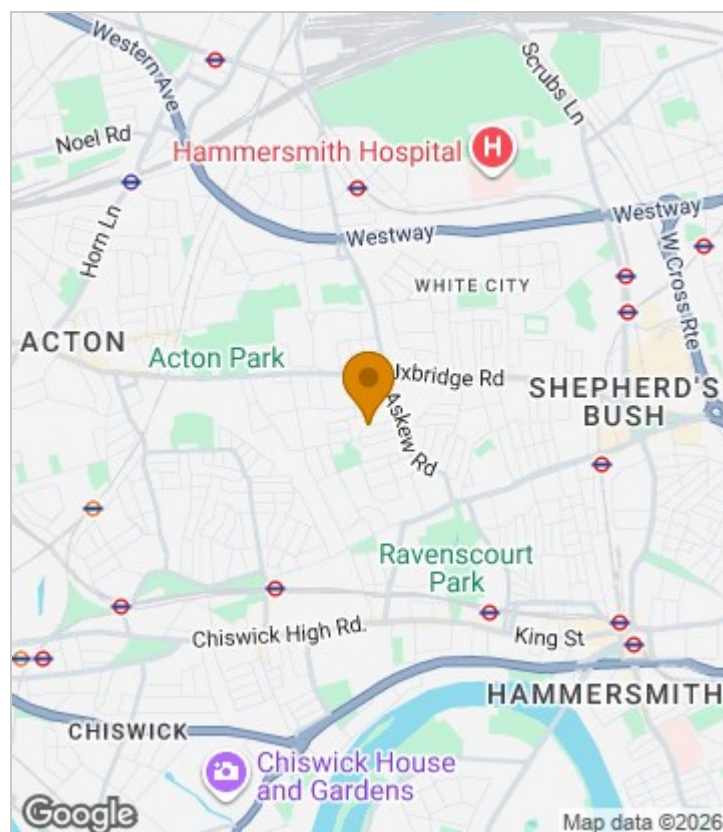 Western Ave
Scrubs Ln
Noel Rd
Hammersmith Hospital
H
Horn Ln
Westway
Westway
W Cross Rte
WHITE CITY
ACTON
Acton Park
Uxbridge Rd
SHEPHERD'S
BUSH
Askew Rd
Ravenscourt
Park
Chiswick High Rd.
King St
HAMMERSMITH
CHISWICK
Chiswick House
and Gardens
Google
Map data ©2026